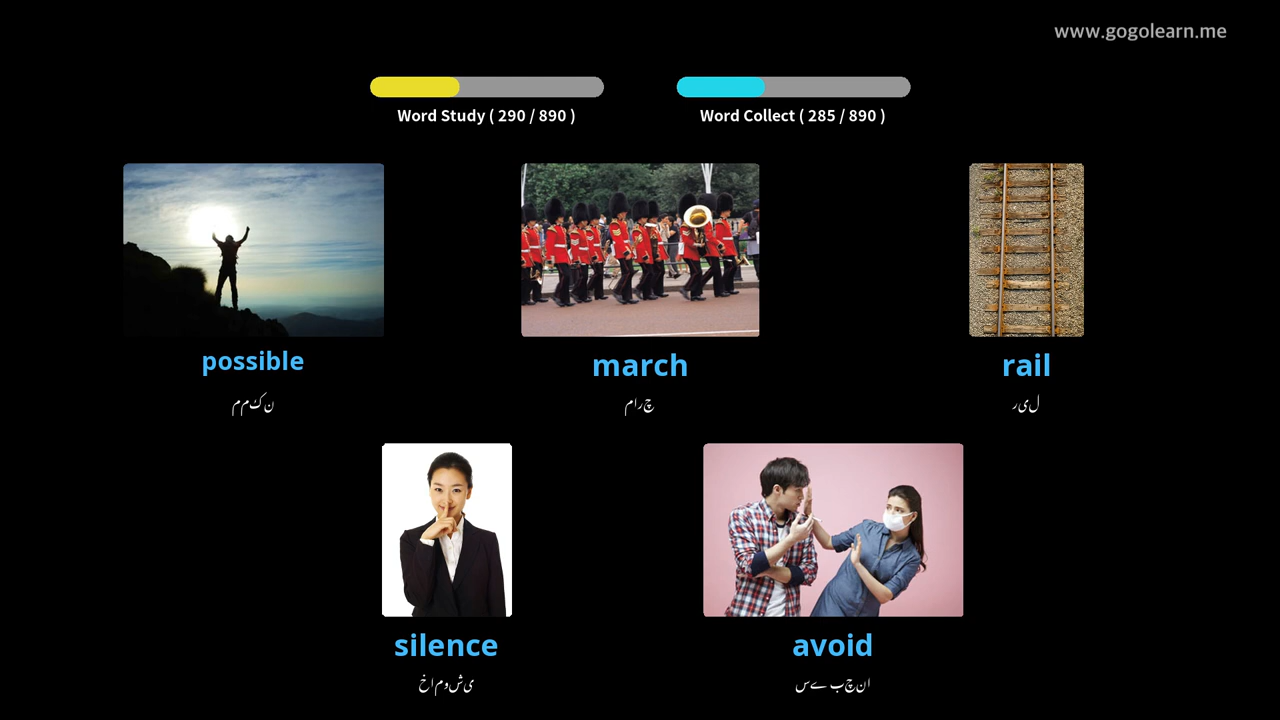 www.gogolearn.me
Word Study ( 290 / 890 )
Word Collect ( 285 / 890 )
possible
march
rail
ممکن
مارچ
ریل
silence
avoid
خاموشی
سے بچنا